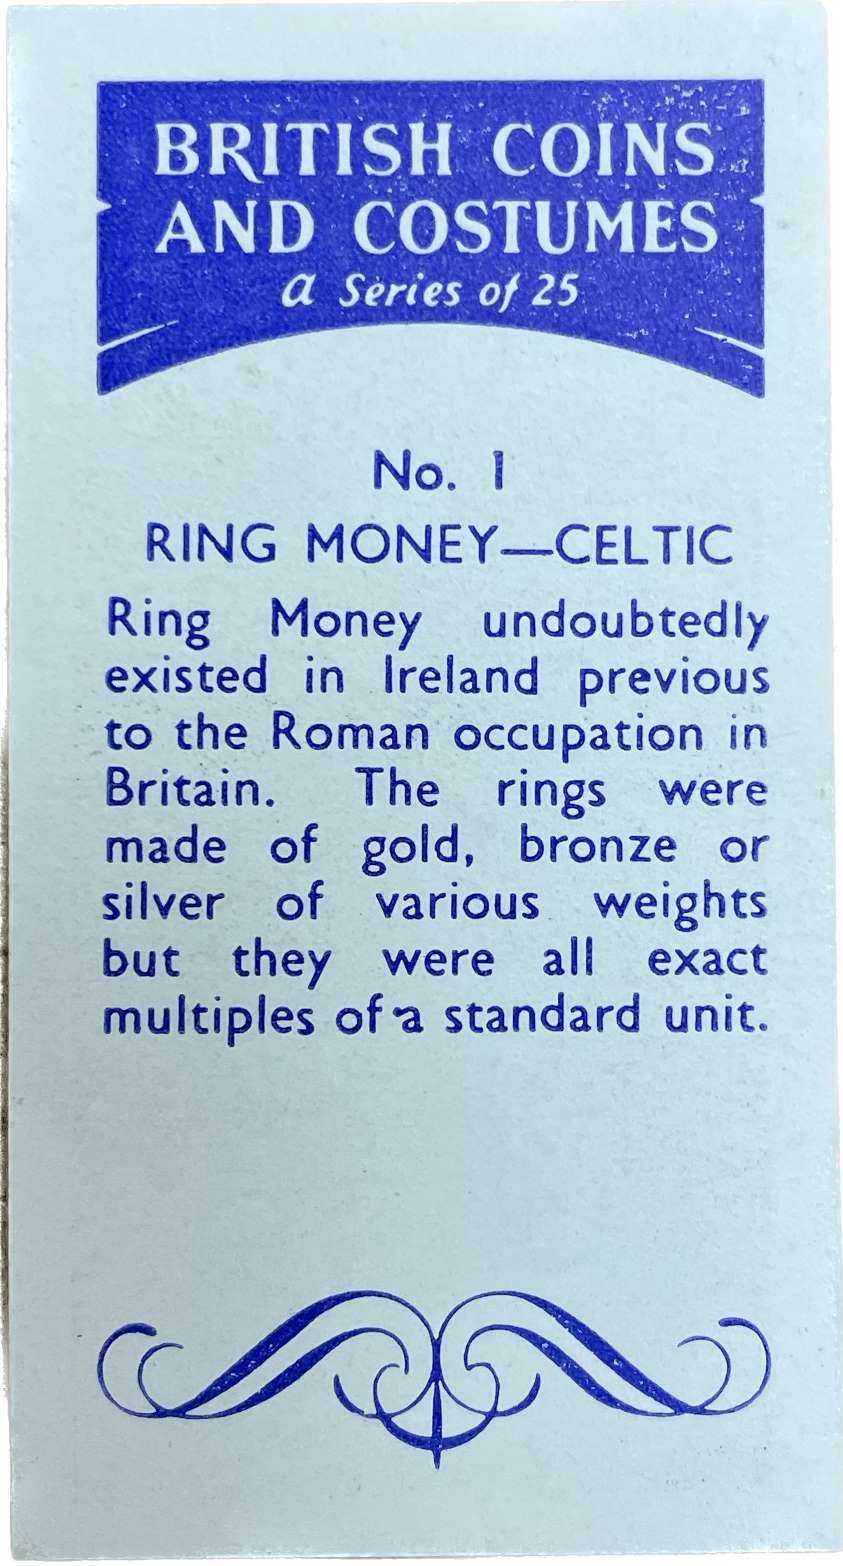 BRITISH COINS
AND COSTUMES
a Series of 25
No. 1
RING MONEY—CELTIC
Ring Money undoubtedly
existed in Ireland previous
to the Roman occupation in
Britain. The rings were
made of gold, bronze or
silver of various weights
but they were all exact
multiples of a standard unit.